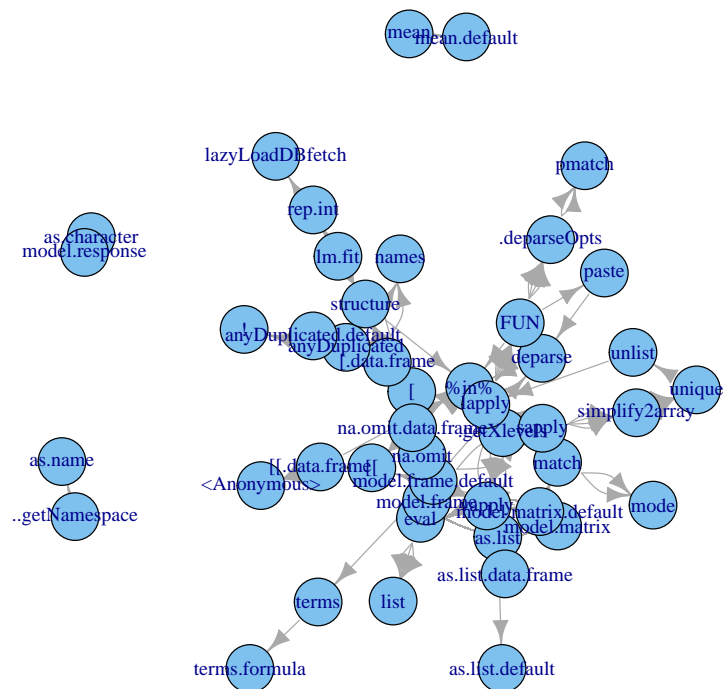 mean
mean.default
lazyLoadDBfetch
pmatch
rep.int
as.character
model.response
.deparseOpts
lm.fit
names
paste
structure
FUN
!
anyDuplicated.default
anyDuplicated
[.data.frame
deparse
unlist
%in%
[
lapply
unique
simplify2array
na.omit.data.frame
.getXlevels
sapply
as.name
na.omit
match
[[.data.frame
[[
<Anonymous>
model.frame.default
model.frame
mode
..getNamespace
eval
model.matrix.default
model.matrix
as.list
as.list.data.frame
terms
list
terms.formula
as.list.default